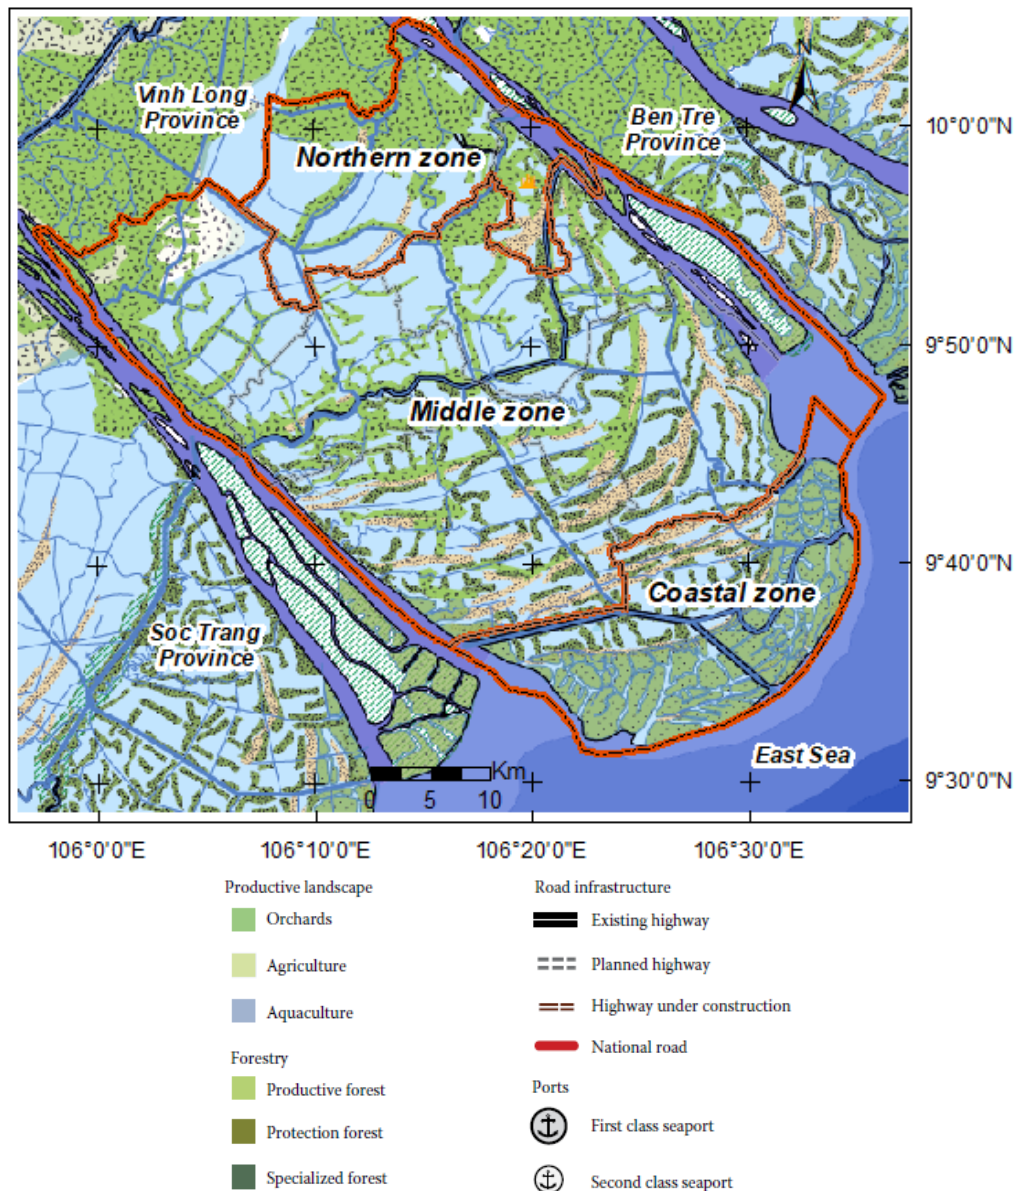 N
Vinh Long
Province
Ben Tre
Province
10°0'0"N
Northern zone
9°50'0"N
Middle zone
9°40'0"N
Coastal zone
Soc Trang
Province
East Sea
Km
9°30'0"N
0 5 10
106°0'0"E 106°10'0"E 106°20'0"E 106°30'0"E
Productive landscape
Orchards
Agriculture
Aquaculture
Forestry
Productive forest
Protection forest
Specialized forest
Road infrastructure
Existing highway
Planned highway
Highway under construction
National road
Ports
First class seaport
Second class seaport